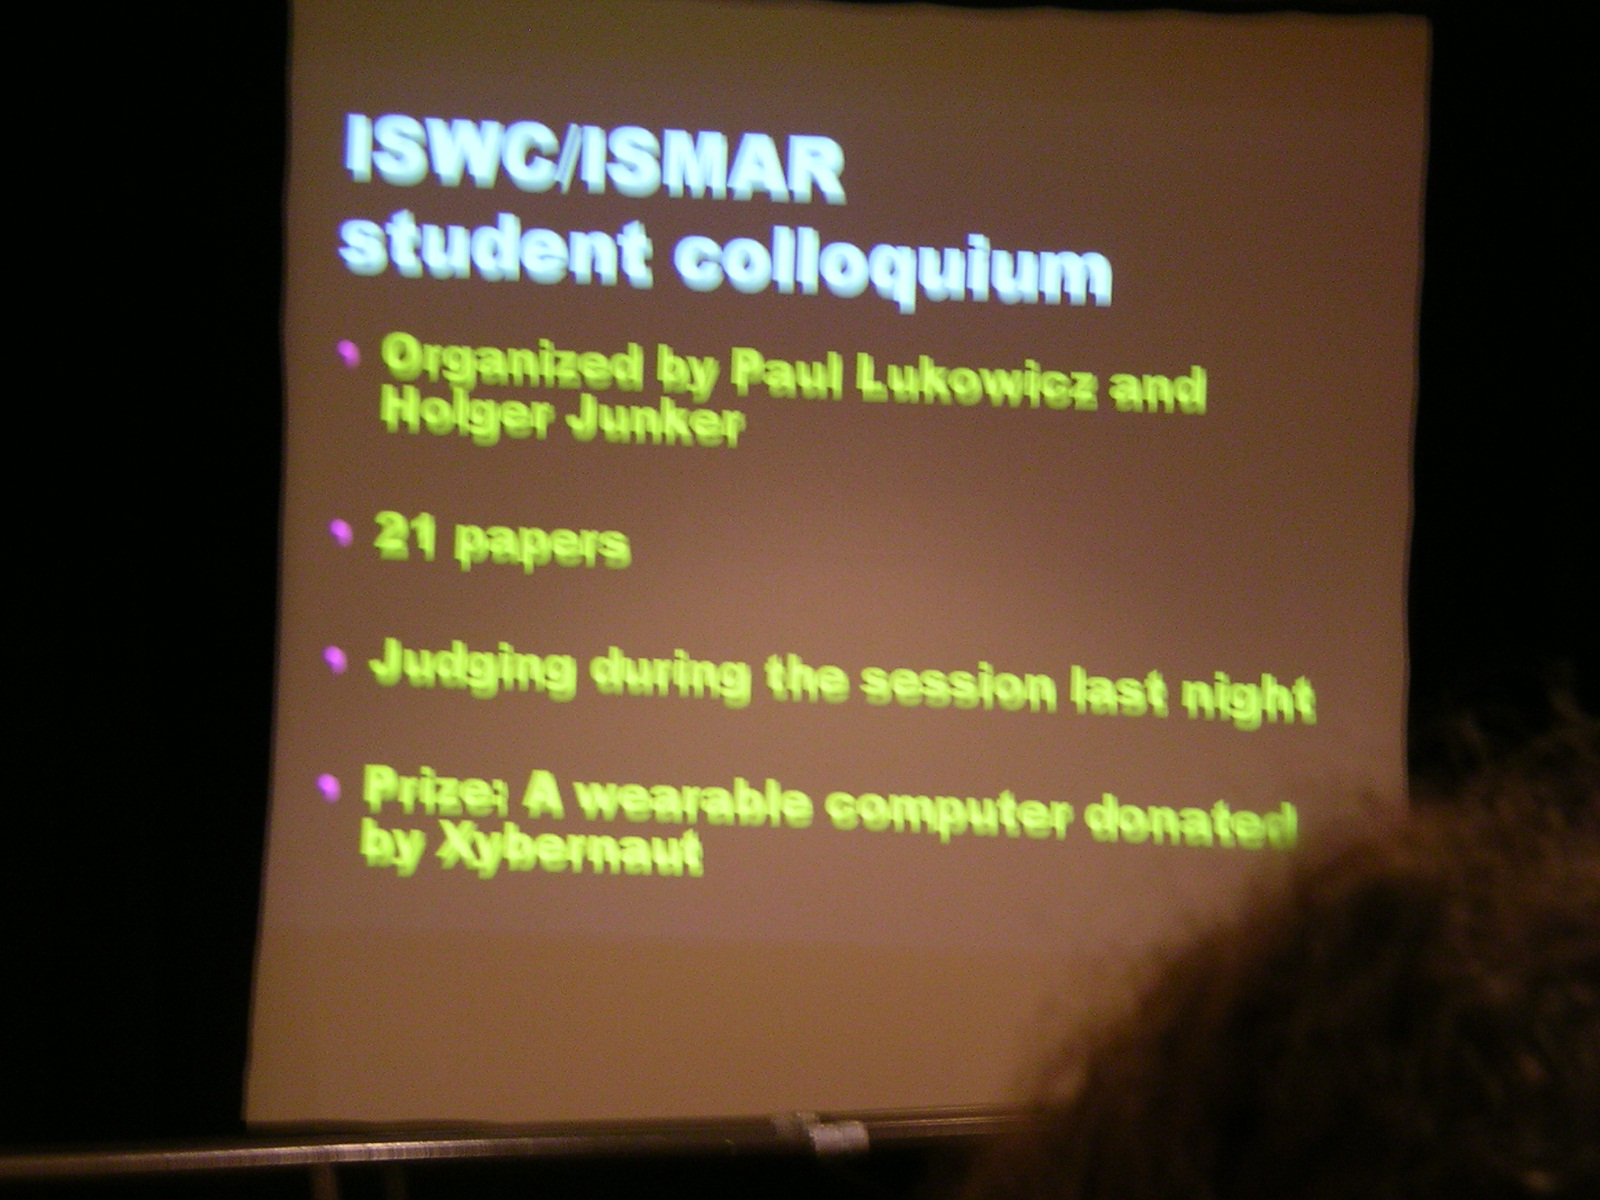 ISWC/ISMAR
student colloquium
• Organized by Paul Lukowicz and
Holger Junker
• 21 papers
• Judging during the session last night
• Prize: A wearable computer donated
by Xybernaut